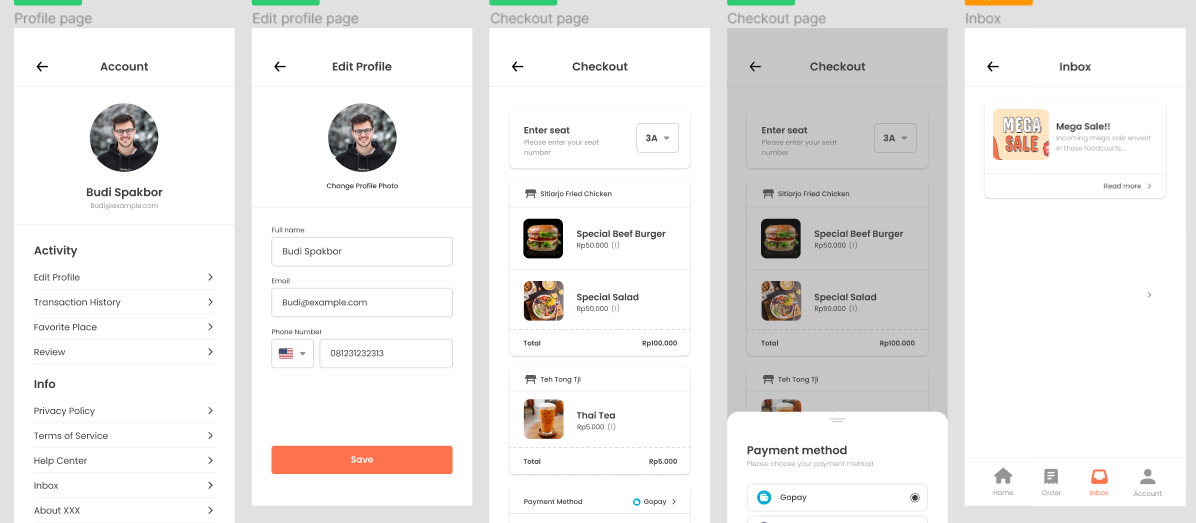 Profile page
Account
Budi Spakbor
Budi@example.com
Activity
Edit Profile
Transaction History
Favorite Place
Review
Info
Privacy Policy
Terms of Service
Help Center
Inbox
About XXX
Edit profile page
Edit Profile
Change Profile Photo
Full name
Budi Spakbor
Email
Budi@example.com
Phone Number
081231232313
Save
Checkout page
Checkout
Enter seat
Please enter your seat
number
3A
Sitiarjo Fried Chicken
Special Beef Burger
Rp50.000 (1)
Special Salad
Rp50.000 (1)
Total
Rp100.000
Teh Tong Tji
Thai Tea
Rp5.000 (1)
Total
Rp5.000
Payment Method
Gopay
Checkout page
Checkout
Enter seat
Please enter your seat
number
3A
Sitiarjo Fried Chicken
Special Beef Burger
Rp50.000 (1)
Special Salad
Rp50.000 (1)
Total
Rp100.000
Teh Tong Tji
Payment method
Please choose your payment method
Gopay
Inbox
Inbox
MEGA
SALE
Mega Sale!!
Incoming mega sale envent
in these foodcourts...
Read more
Home
Order
Inbox
Account